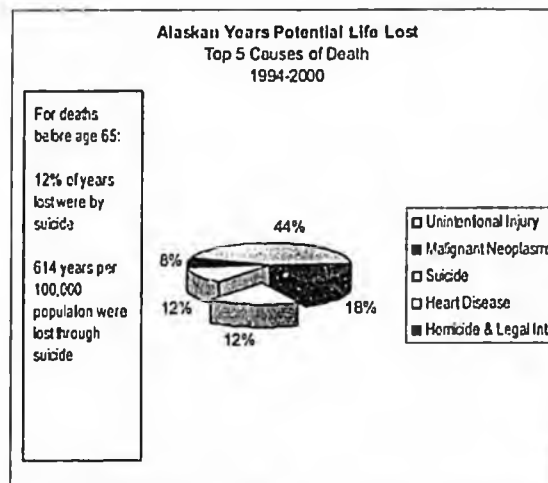 Alaskan Years Potential Life Lost
Top 5 Causes of Death
1994-2000
For deaths
before age 65:
12% of years
lost were by
suicide
614 years per
100,000
population were
lost through
suicide
44%
8%
18%
12%
12%
Unintentional Injury
Malignant Neoplasm
Suicide
Heart Disease
Homicide & Legal Int